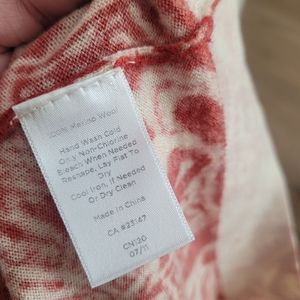 100% Merino Wool
Hand Wash Cold
Only Non-Chlorine
Bleach When Needed
Reshape, Lay Flat To
Dry
Cool Iron, If Needed
Or Dry Clean
Made in China
CA #23147
CN120
07/11